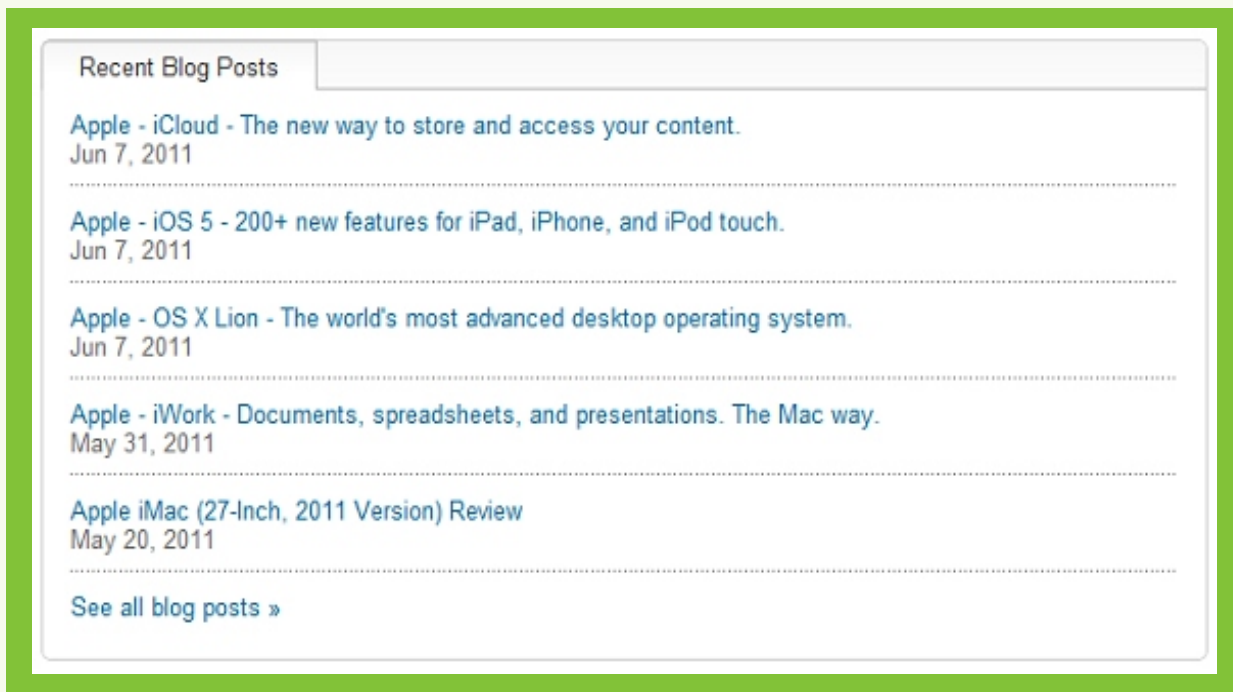 Recent Blog Posts
Apple - iCloud - The new way to store and access your content.
Jun 7, 2011
Apple - iOS 5 - 200+ new features for iPad, iPhone, and iPod touch.
Jun 7, 2011
Apple - OS X Lion - The world's most advanced desktop operating system.
Jun 7, 2011
Apple - iWork - Documents, spreadsheets, and presentations. The Mac way.
May 31, 2011
Apple iMac (27-Inch, 2011 Version) Review
May 20, 2011
See all blog posts »